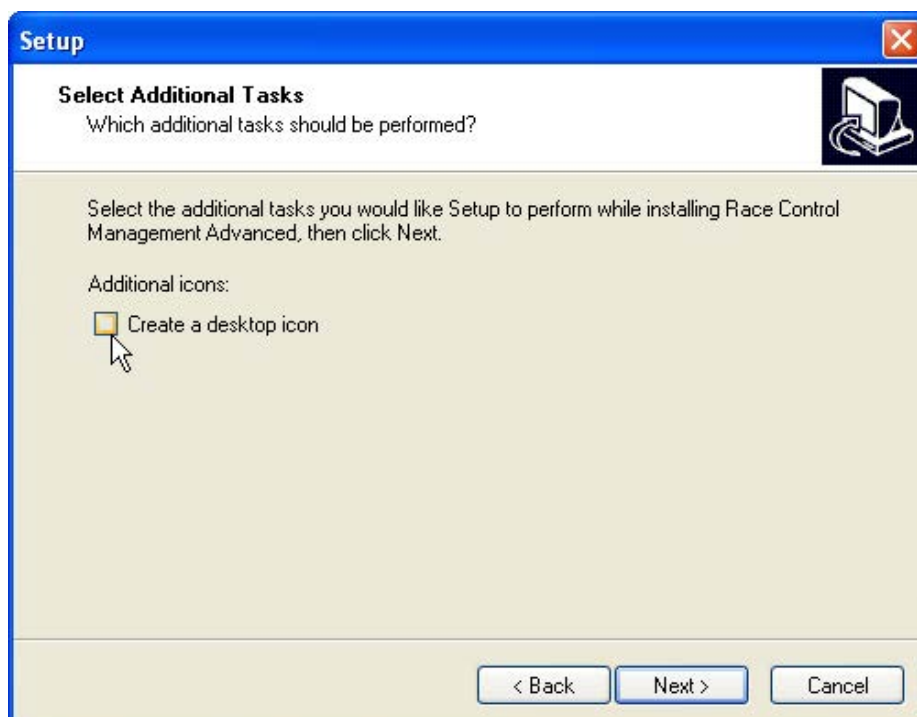 Setup
Select Additional Tasks
Which additional tasks should be performed?
Select the additional tasks you would like Setup to perform while installing Race Control
Management Advanced, then click Next.
Additional icons:
Create a desktop icon
< Back
Next >
Cancel